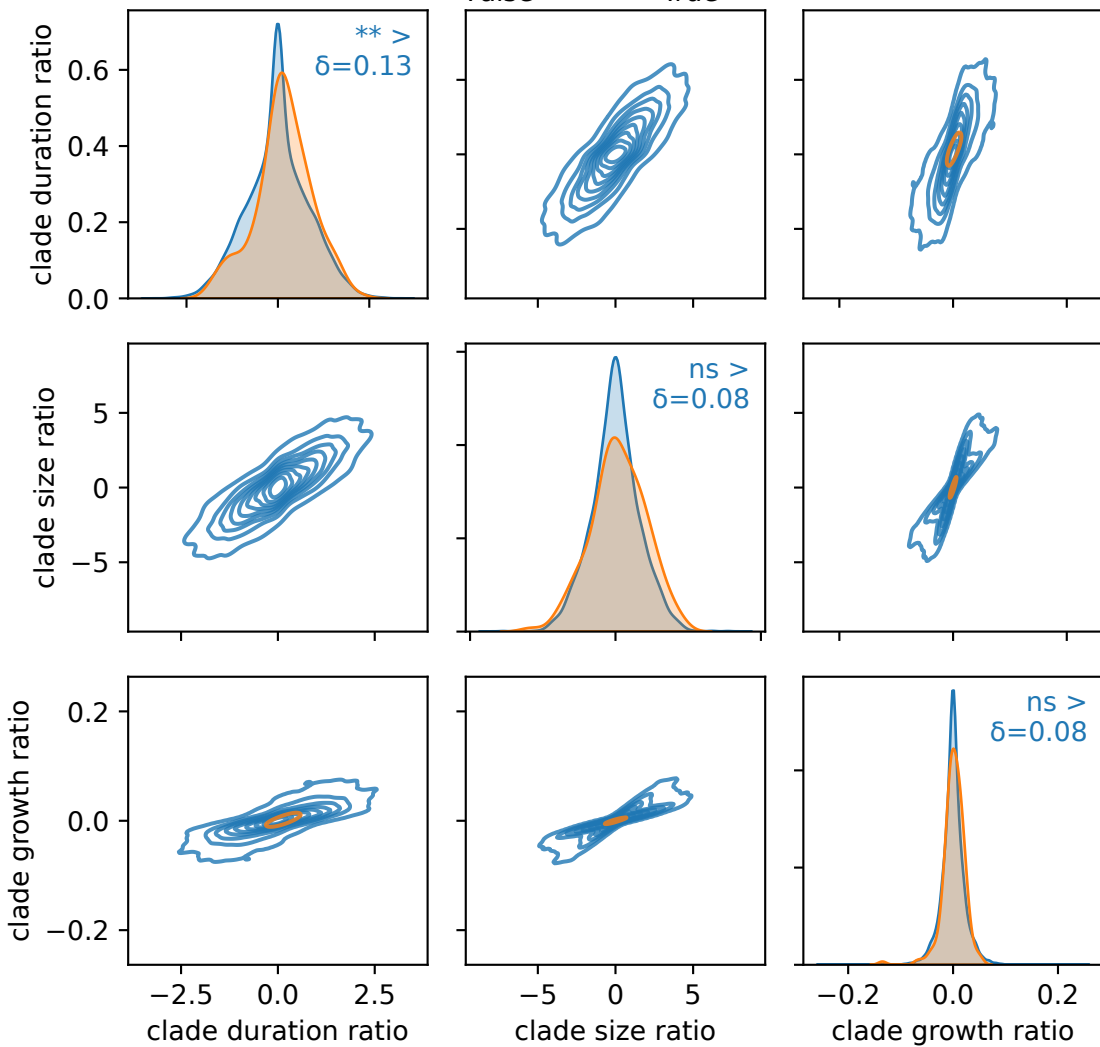 ** >
δ=0.13
clade duration ratio
0.6
0.4
0.2
0.0
ns >
δ=0.08
clade size ratio
5
0
−5
ns >
δ=0.08
clade growth ratio
0.2
0.0
−0.2
−2.5 0.0 2.5
−5 0 5
−0.2 0.0 0.2
clade duration ratio
clade size ratio
clade growth ratio